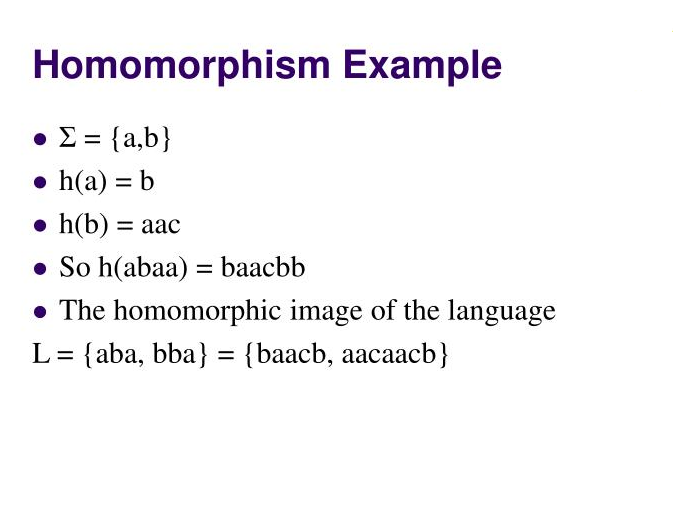 Homomorphism Example
● Σ = {a,b}
● h(a) = b
● h(b) = aac
● So h(abaa) = baacbb
● The homomorphic image of the language
L = {aba, bba} = {baacb, aacaacb}